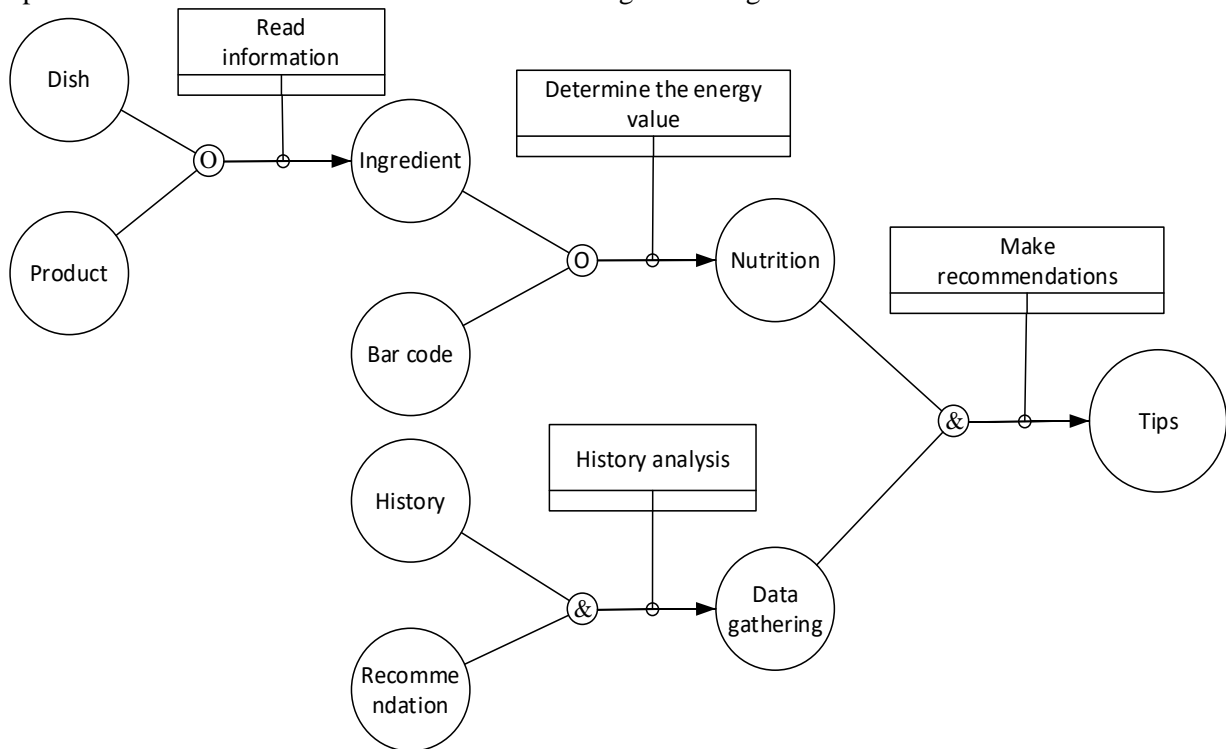 Read
information
Dish
Determine the energy
value
O
Ingredient
Product
Make
recommendations
O
Nutrition
Bar code
&
Tips
History analysis
History
Data
gathering
&
Recomme
ndation